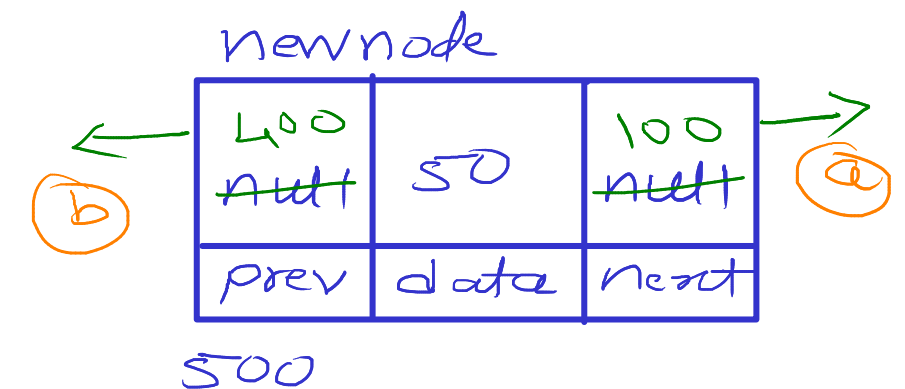 newnode
400 100
null 50 null
b a
prev data next
500